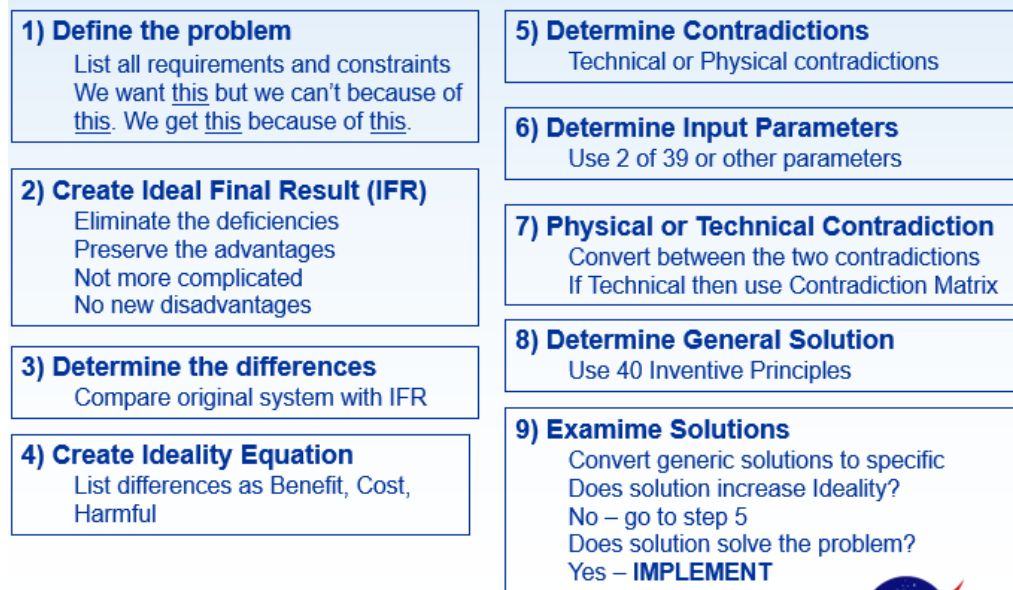 1) Define the problem
List all requirements and constraints
We want this but we can't because of
this. We get this because of this.
2) Create Ideal Final Result (IFR)
Eliminate the deficiencies
Preserve the advantages
Not more complicated
No new disadvantages
3) Determine the differences
Compare original system with IFR
4) Create Ideality Equation
List differences as Benefit, Cost,
Harmful
5) Determine Contradictions
Technical or Physical contradictions
6) Determine Input Parameters
Use 2 of 39 or other parameters
7) Physical or Technical Contradiction
Convert between the two contradictions
If Technical then use Contradiction Matrix
8) Determine General Solution
Use 40 Inventive Principles
9) Examime Solutions
Convert generic solutions to specific
Does solution increase Ideality?
No – go to step 5
Does solution solve the problem?
Yes – IMPLEMENT